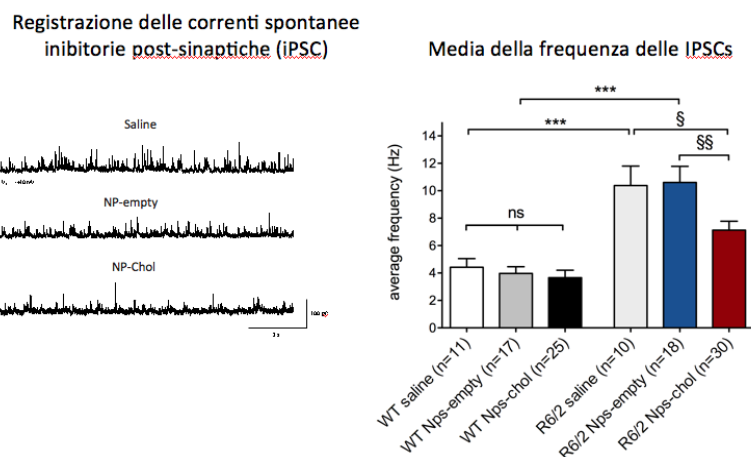 Registrazione delle correnti spontanee
inibitorie post-sinaptiche (iPSC)
Saline
NP-empty
NP-Chol
Media della frequenza delle IPSCs
***
***
§
§§
ns
average frequency (Hz)
14
12
10
8
6
4
2
0
WT saline (n=11)
WT Nps-empty (n=17)
WT Nps-chol (n=25)
R6/2 saline (n=10)
R6/2 Nps-empty (n=18)
R6/2 Nps-chol (n=30)